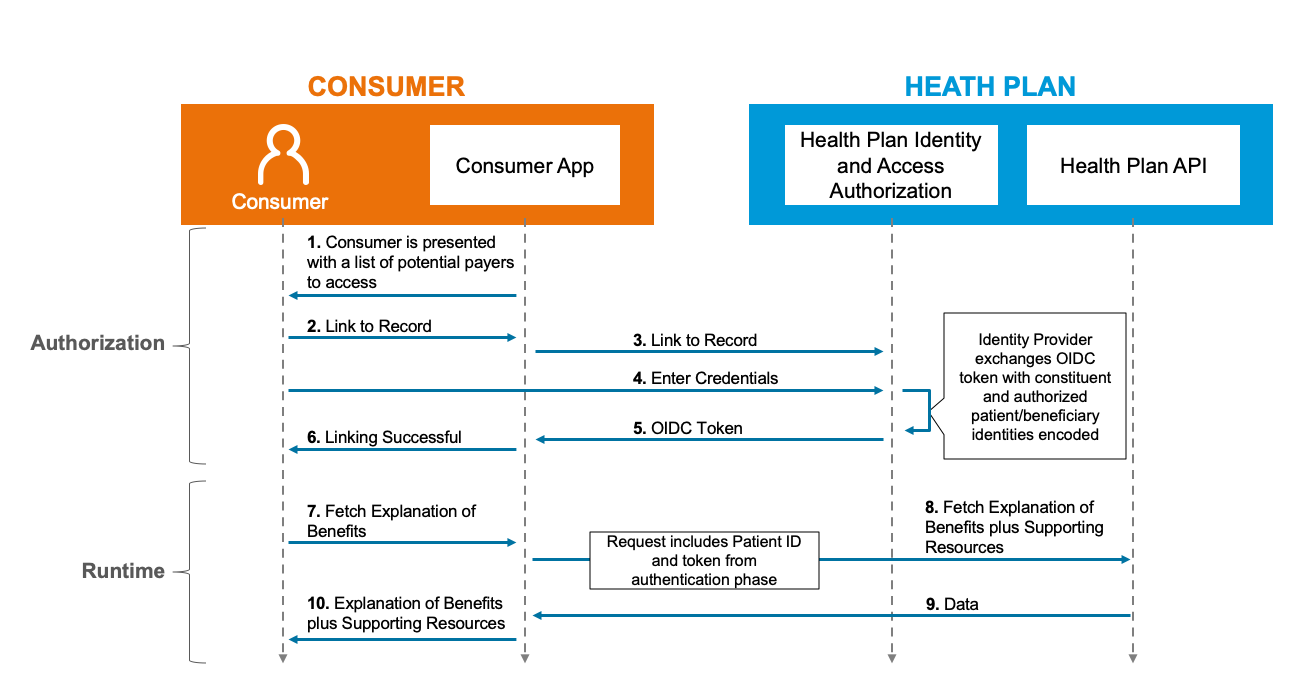 CONSUMER
HEATH PLAN
Consumer
Consumer App
Health Plan Identity
and Access
Authorization
Health Plan API
Authorization
1. Consumer is presented
with a list of potential payers
to access
2. Link to Record
3. Link to Record
4. Enter Credentials
Identity Provider
exchanges OIDC
token with constituent
and authorized
patient/beneficiary
identities encoded
5. OIDC Token
6. Linking Successful
Runtime
7. Fetch Explanation of
Benefits
Request includes Patient ID
and token from
authentication phase
8. Fetch Explanation of
Benefits plus Supporting
Resources
9. Data
10. Explanation of Benefits
plus Supporting Resources